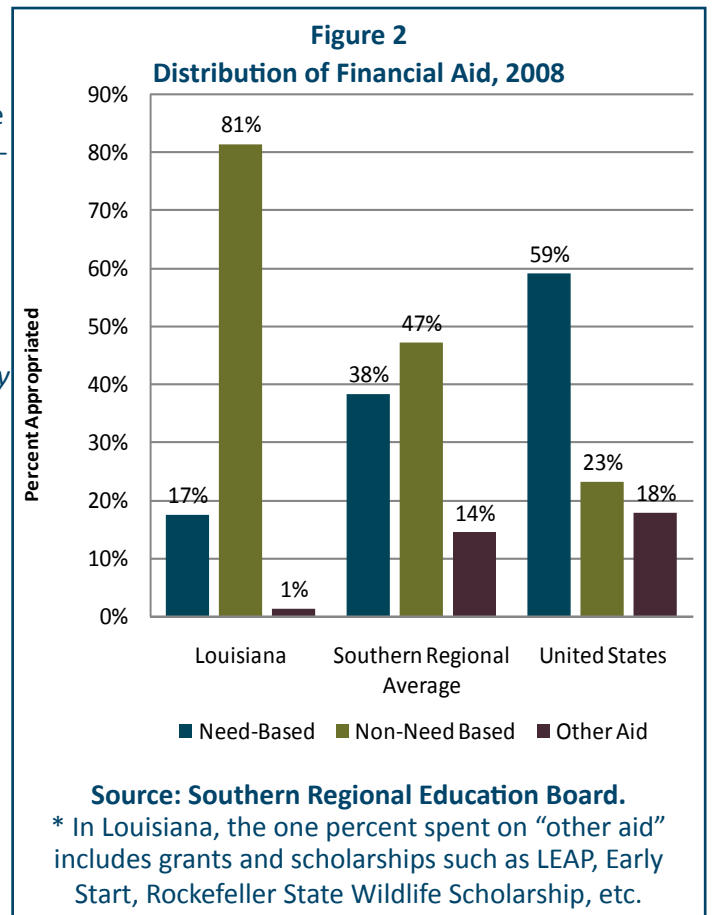 Figure 2
Distribution of Financial Aid, 2008
Percent Appropriated
90%
80%
70%
60%
50%
40%
30%
20%
10%
0%
17%
81%
1%
38%
47%
14%
59%
23%
18%
Louisiana
Southern Regional
Average
United States
Need-Based
Non-Need Based
Other Aid
Source: Southern Regional Education Board.
* In Louisiana, the one percent spent on “other aid”
includes grants and scholarships such as LEAP, Early
Start, Rockefeller State Wildlife Scholarship, etc.